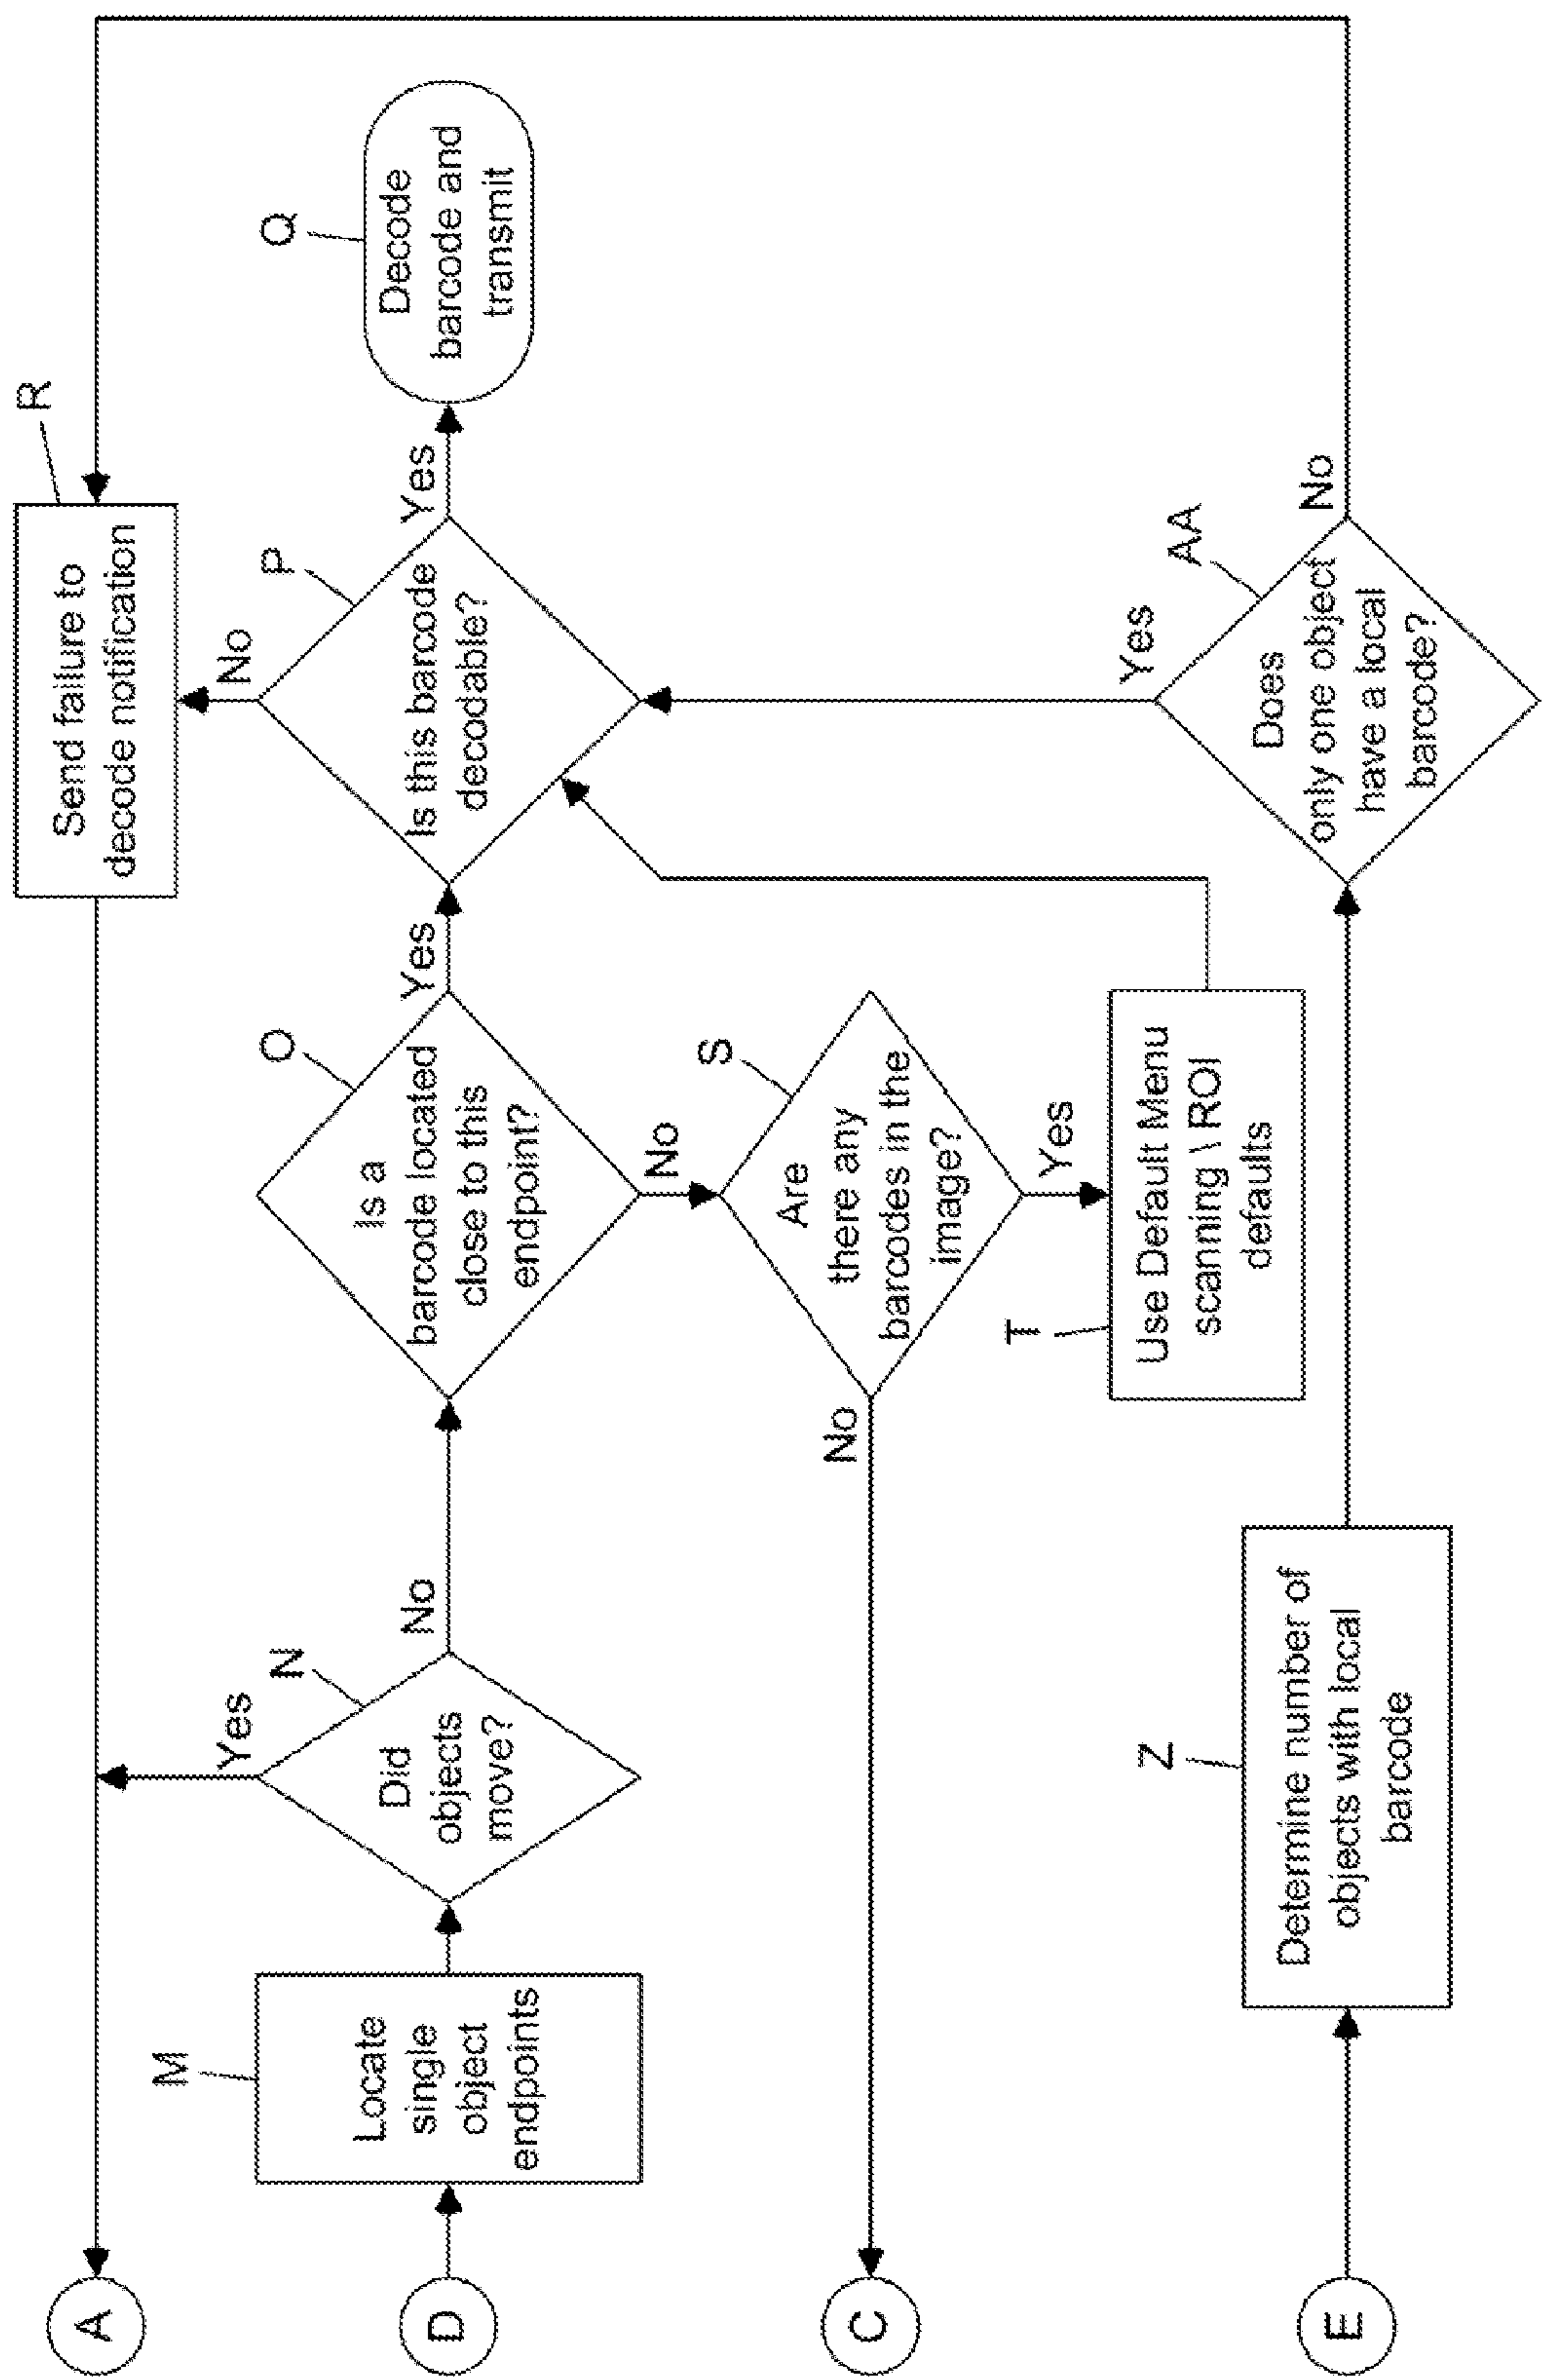 A
Send failure to
decode notification
R
D
M
Locate
single
object
endpoints
N
Did
objects
move?
Yes
No
O
Is a
barcode located
close to this
endpoint?
Yes
No
P
Is this barcode
decodable?
No
Yes
Q
Decode
barcode and
transmit
C
No
S
Are
there any
barcodes in the
image?
Yes
T
Use Default Menu
scanning \ ROI
defaults
E
Z
Determine number of
objects with local
barcode
AA
Does
only one object
have a local
barcode?
Yes
No